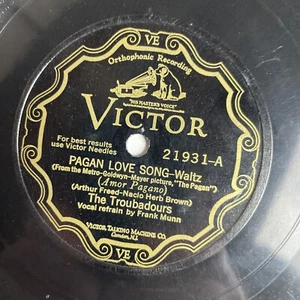 VE
Orthophonic Recording
"HIS MASTER'S VOICE"
VICTOR
For best results
use Victor Needles
21931-A
PAGAN LOVE SONG-Waltz
(From the Metro-Goldwyn-Mayer picture, "The Pagan")
(Amor Pagano)
(Arthur Freed-Nacio Herb Brown)
The Troubadours
Vocal refrain by Frank Munn
VICTOR TALKING MACHINE CO.
Camden, N.J.
VE